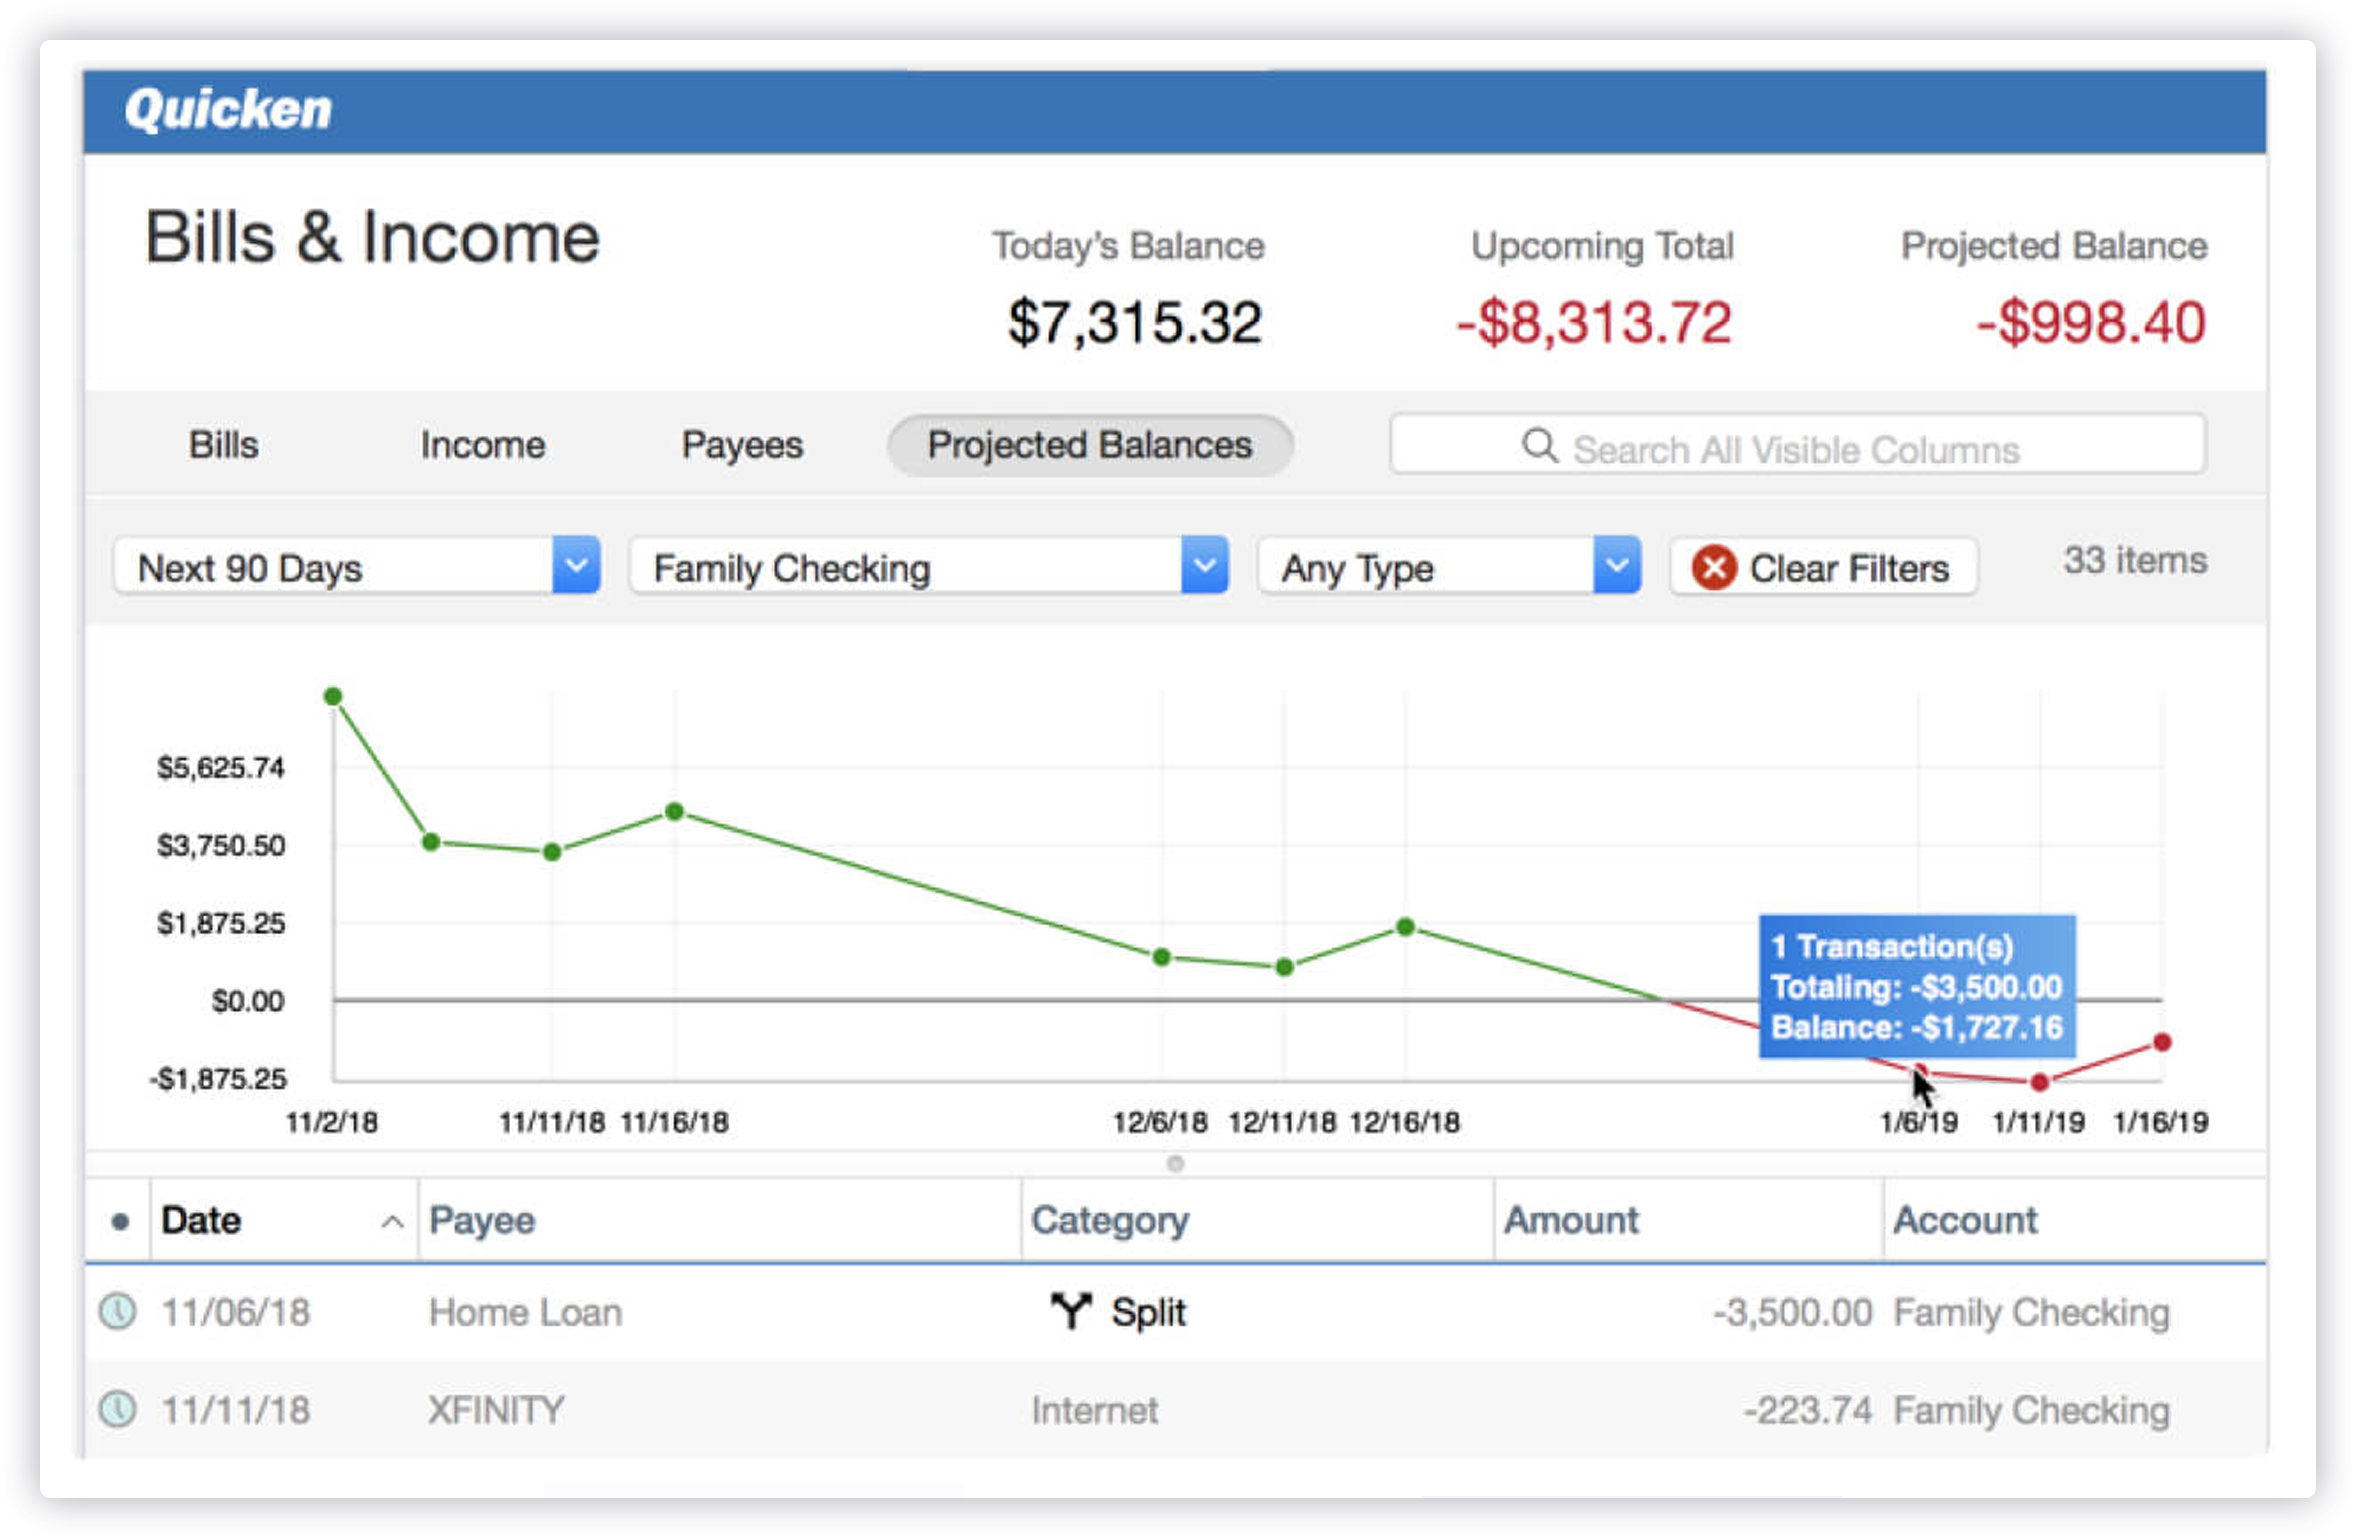 Quicken
Bills & Income
Today's Balance Upcoming Total Projected Balance
$7,315.32 -$8,313.72 -$998.40
Bills Income Payees Projected Balances Search All Visible Columns
Next 90 Days Family Checking Any Type Clear Filters 33 items
$5,625.74
$3,750.50
$1,875.25
$0.00
-$1,875.25
1 Transaction(s)
Totaling: -$3,500.00
Balance: -$1,727.16
11/2/18 11/11/18 11/16/18 12/6/18 12/11/18 12/16/18 1/6/19 1/11/19 1/16/19
Date Payee Category Amount Account
11/06/18 Home Loan Split -3,500.00 Family Checking
11/11/18 XFINITY Internet -223.74 Family Checking